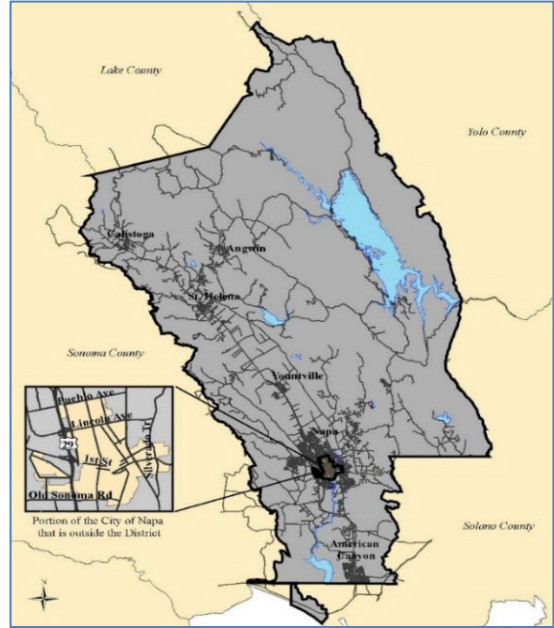 Lake County
Yolo County
Calistoga
Angwin
St. Helena
Sonoma County
Yountville
Pueblo Ave
Lincoln Ave
29
1st St
Silverado Tr
Old Sonoma Rd
Napa
Portion of the City of Napa
that is outside the District
Solano County
American
Canyon
N